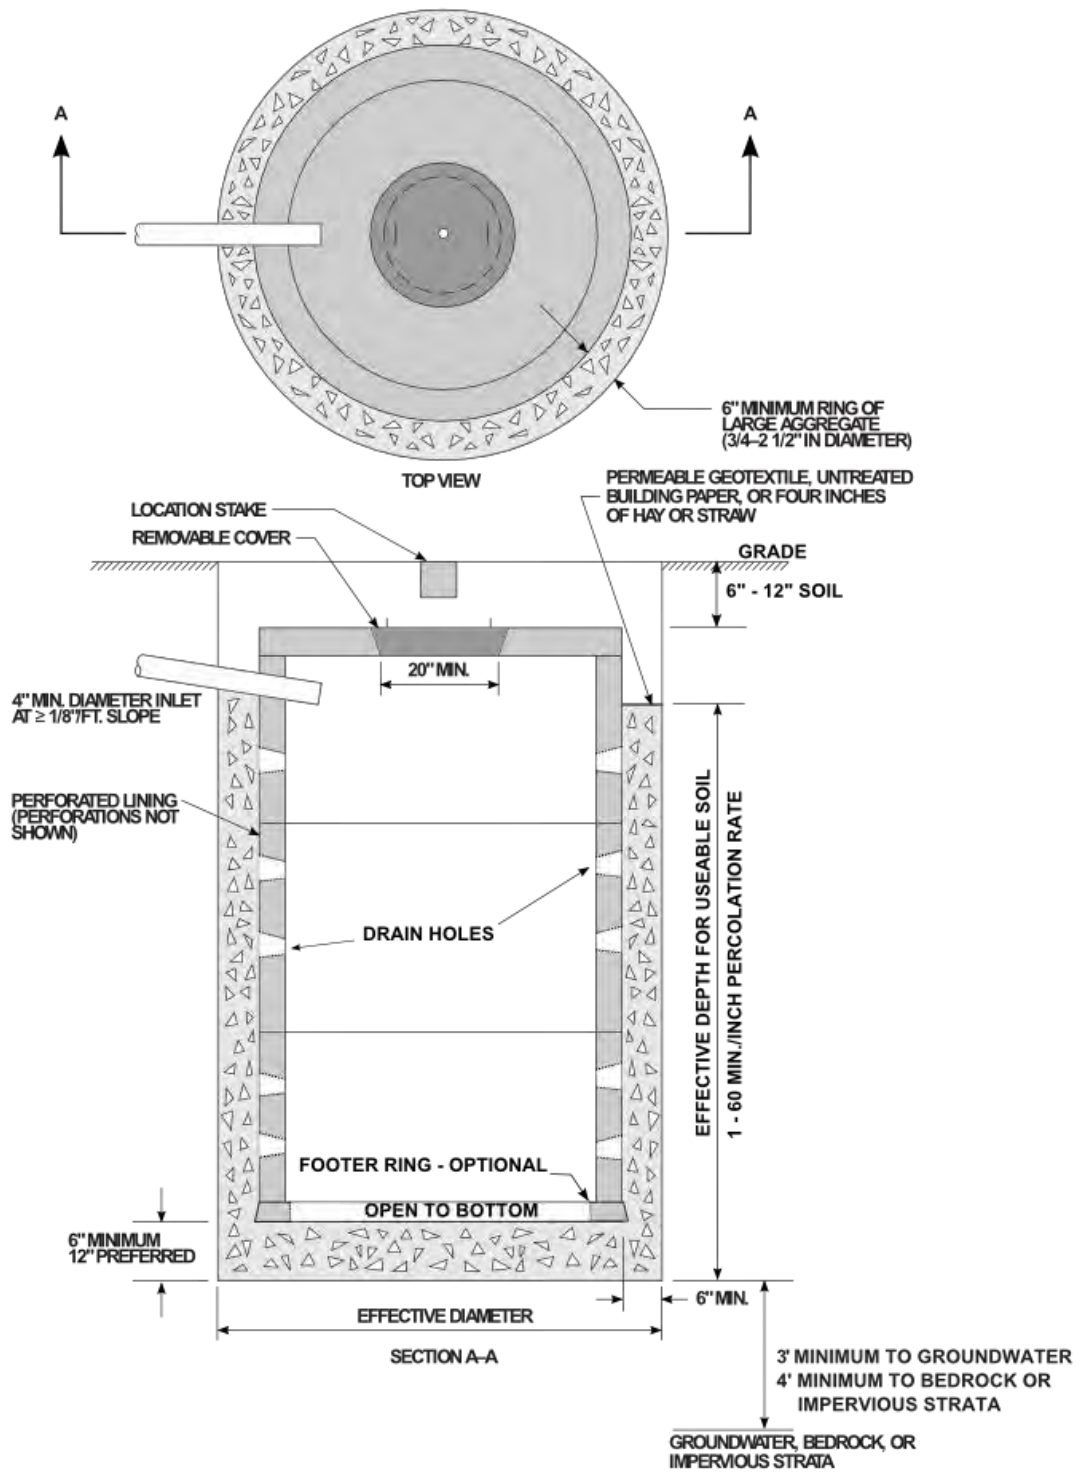 A
A
6" MINIMUM RING OF
LARGE AGGREGATE
(3/4–2 1/2" IN DIAMETER)
TOP VIEW
PERMEABLE GEOTEXTILE, UNTREATED
BUILDING PAPER, OR FOUR INCHES
OF HAY OR STRAW
LOCATION STAKE
REMOVABLE COVER
GRADE
6" - 12" SOIL
20" MIN.
4" MIN. DIAMETER INLET
AT ≥ 1/8"/FT. SLOPE
PERFORATED LINING
(PERFORATIONS NOT
SHOWN)
DRAIN HOLES
EFFECTIVE DEPTH FOR USEABLE SOIL
1 - 60 MIN./INCH PERCOLATION RATE
FOOTER RING - OPTIONAL
OPEN TO BOTTOM
6" MINIMUM
12" PREFERRED
6" MIN.
EFFECTIVE DIAMETER
SECTION A–A
3' MINIMUM TO GROUNDWATER
4' MINIMUM TO BEDROCK OR
IMPERVIOUS STRATA
GROUNDWATER, BEDROCK, OR
IMPERVIOUS STRATA